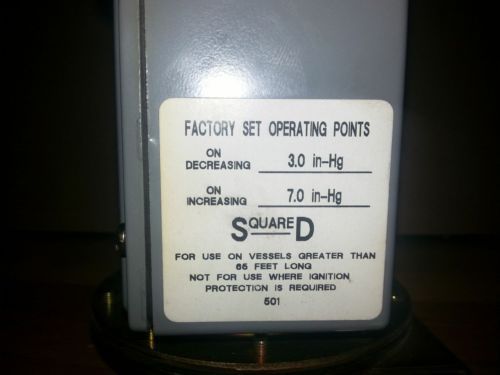 FACTORY SET OPERATING POINTS
ON
DECREASING 3.0 in-Hg
ON
INCREASING 7.0 in-Hg
SQUARE D
FOR USE ON VESSELS GREATER THAN
65 FEET LONG
NOT FOR USE WHERE IGNITION
PROTECTION IS REQUIRED
501